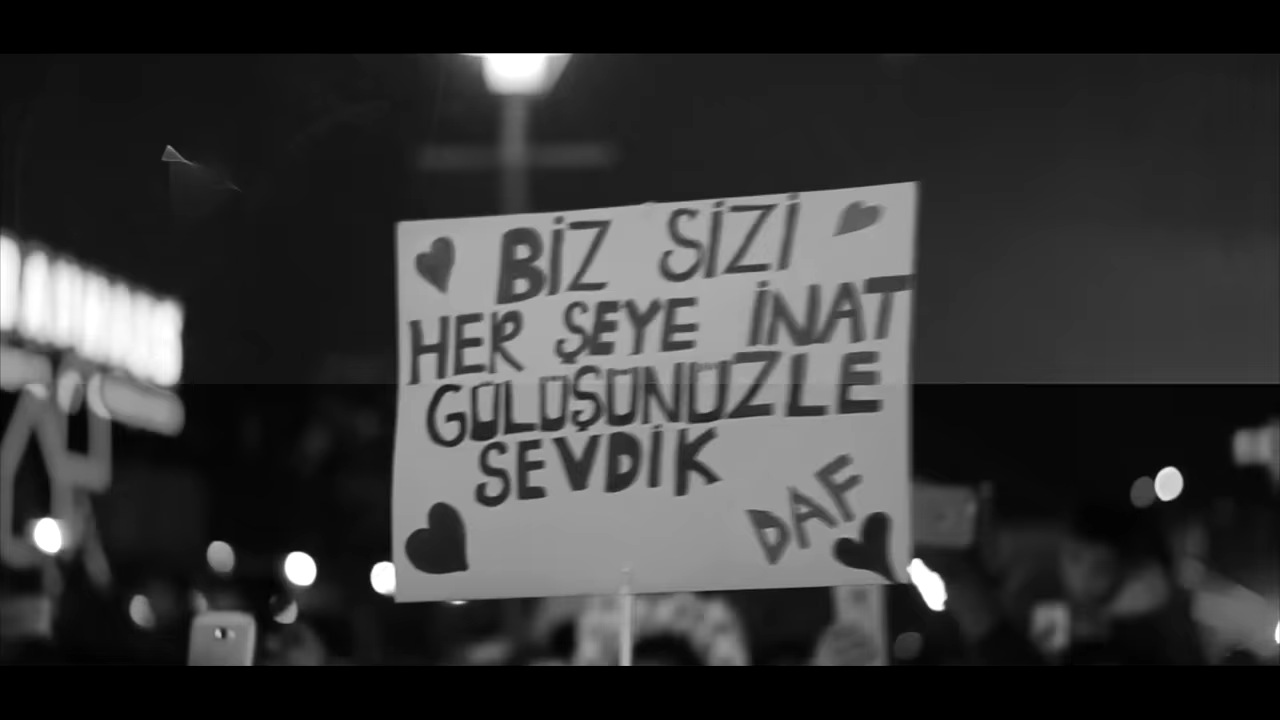 BİZ SİZİ
HER ŞEYE İNAT
GÜLÜŞÜNÜZLE
SEVDİK
DAF